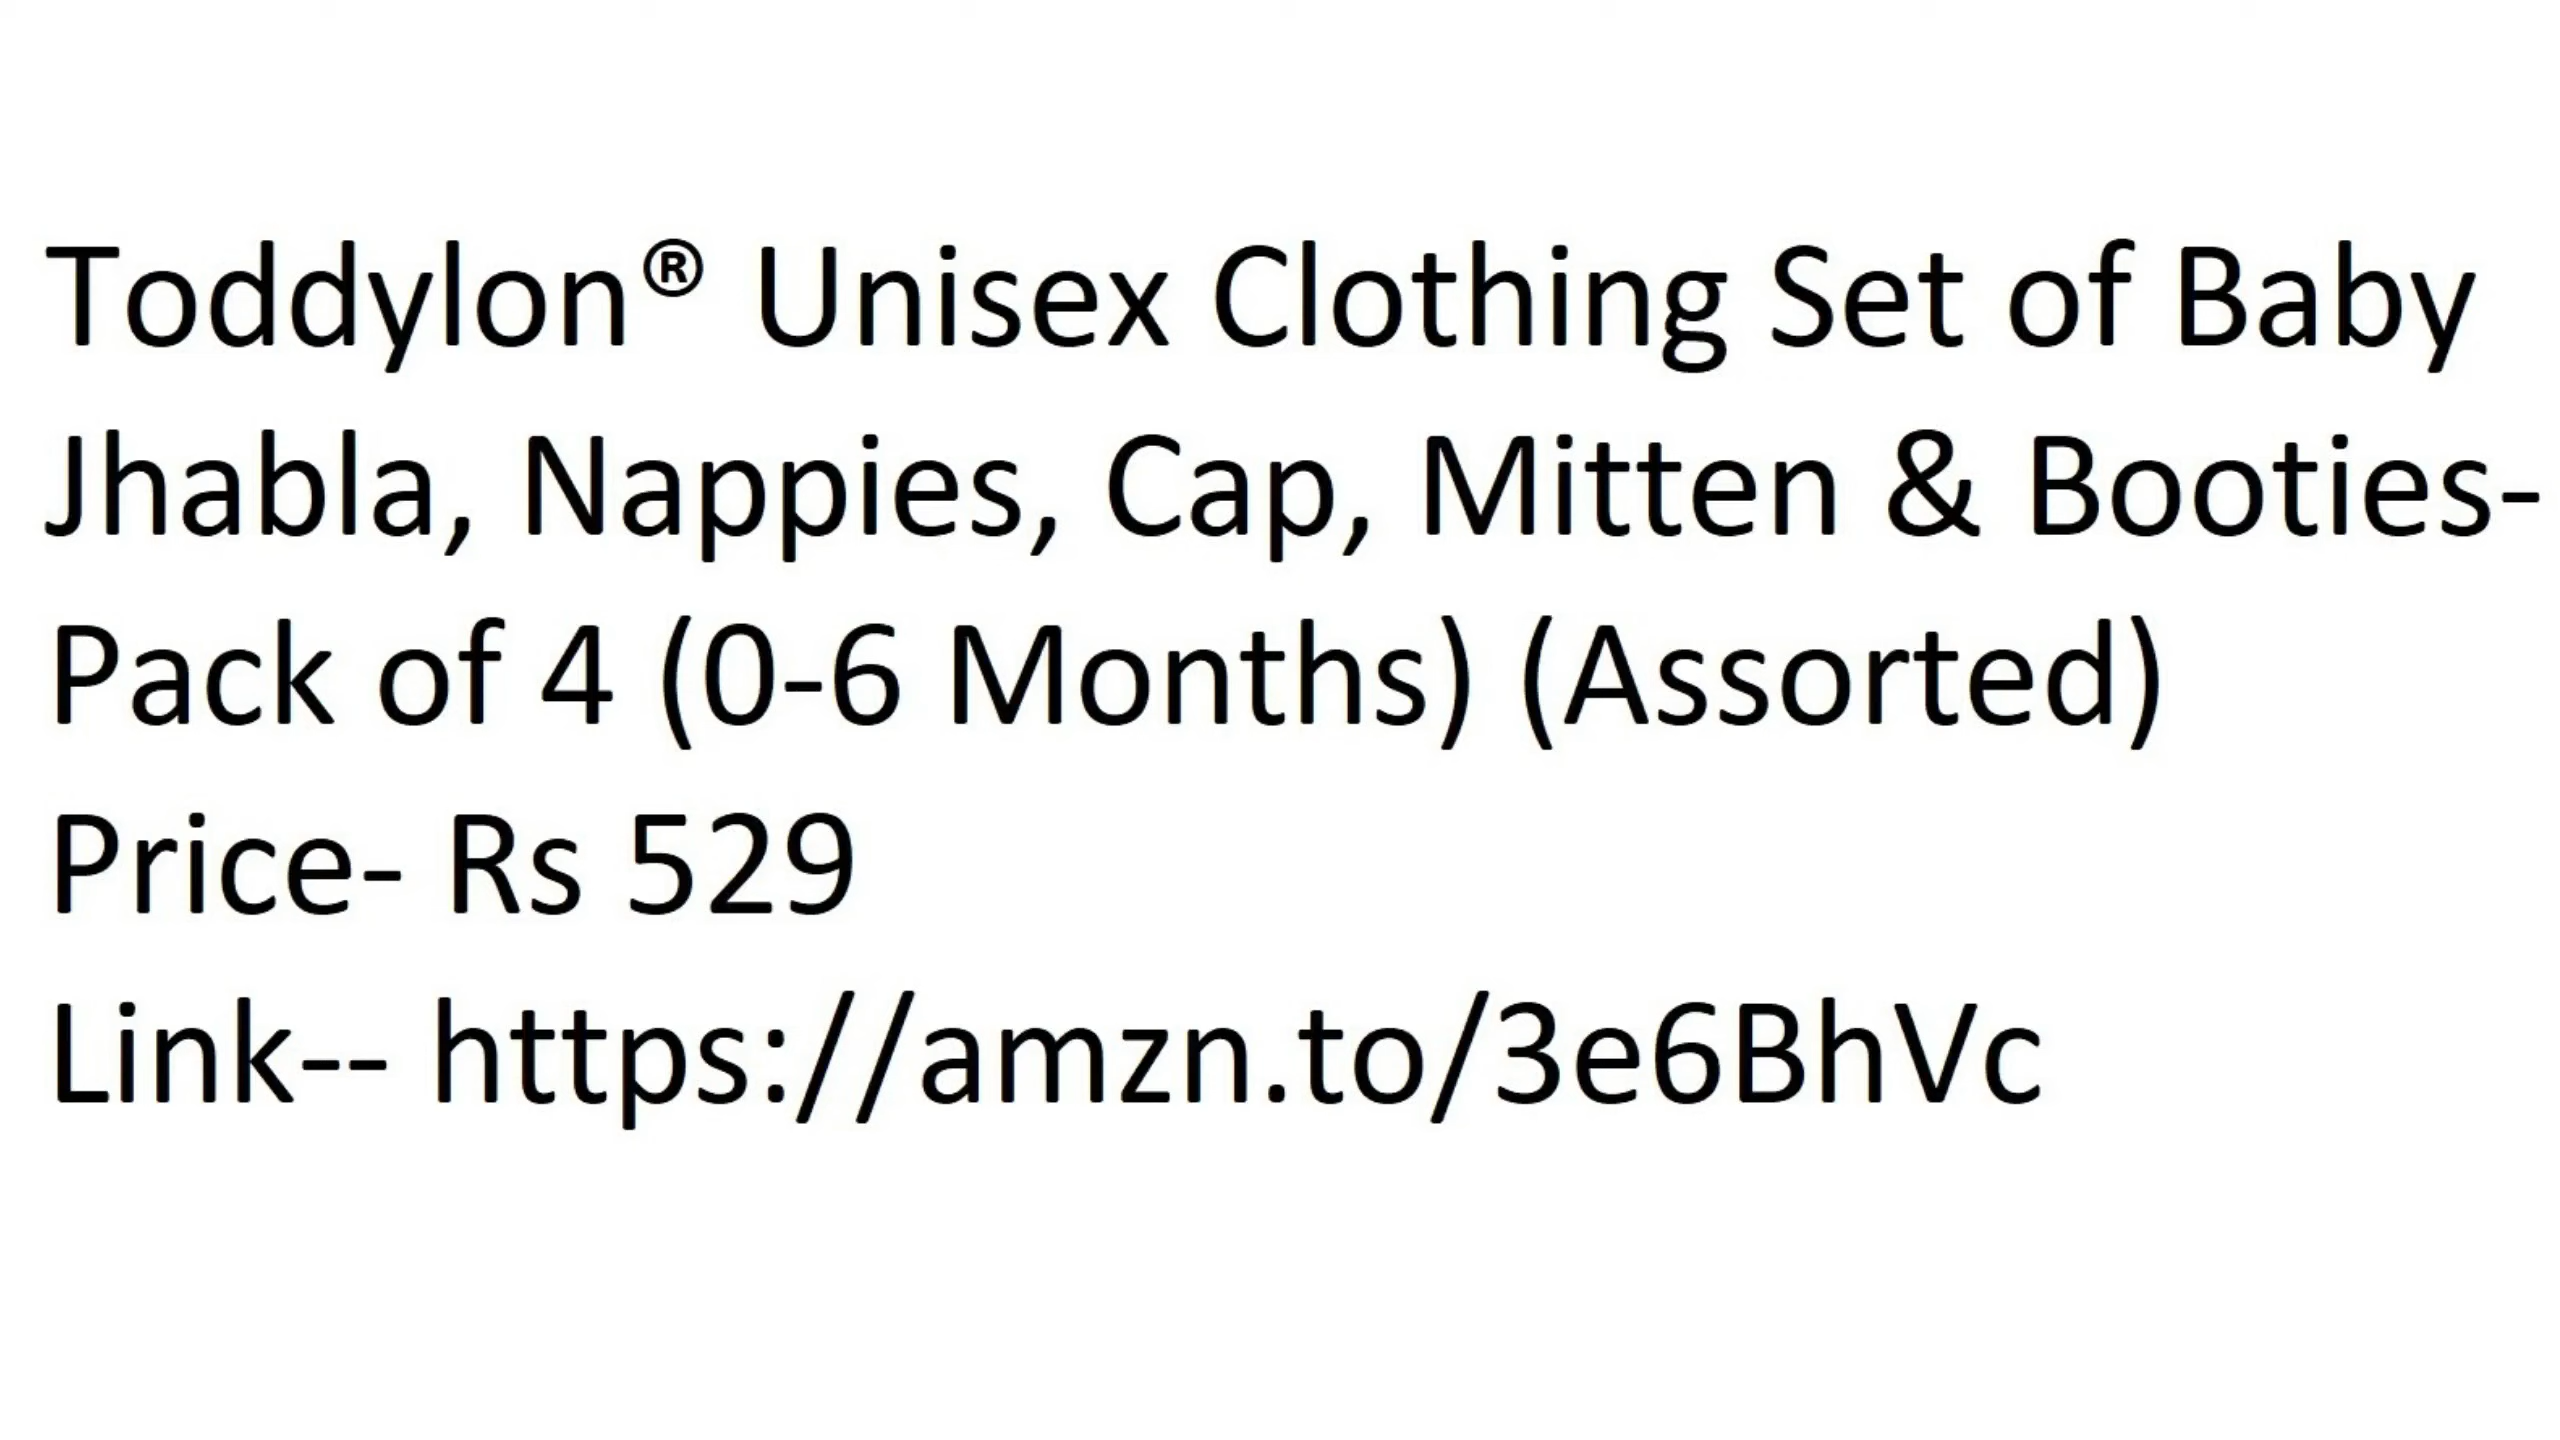 Toddylon® Unisex Clothing Set of Baby
Jhabla, Nappies, Cap, Mitten & Booties-
Pack of 4 (0-6 Months) (Assorted)
Price- Rs 529
Link-- https://amzn.to/3e6BhVc